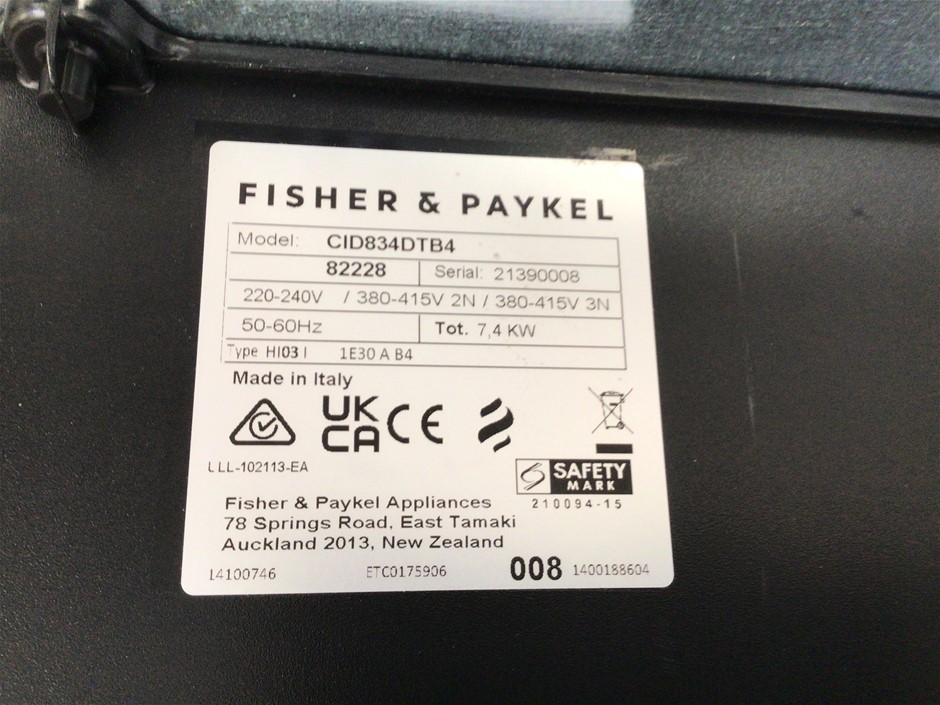 FISHER & PAYKEL
Model: CID834DTB4
82228 Serial: 21390008
220-240V / 380-415V 2N / 380-415V 3N
50-60Hz Tot. 7,4 KW
Type HI03 I 1E30 A B4
Made in Italy
UK
CA CE
LLL-102113-EA
SAFETY
MARK
210094-15
Fisher & Paykel Appliances
78 Springs Road, East Tamaki
Auckland 2013, New Zealand
14100746 ETC0175906 008 1400188604